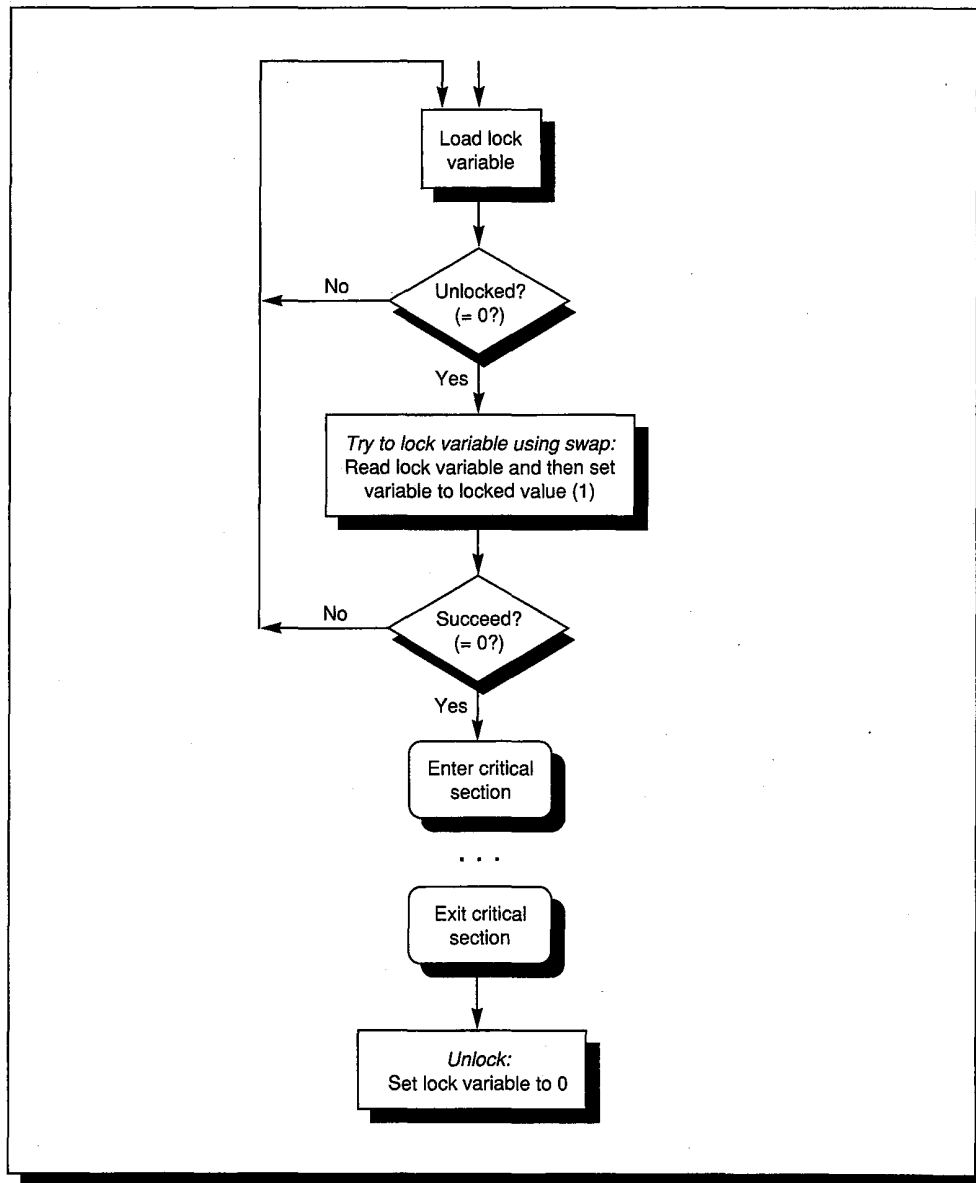 Load lock
variable
No
Unlocked?
(= 0?)
Yes
Try to lock variable using swap:
Read lock variable and then set
variable to locked value (1)
No
Succeed?
(= 0?)
Yes
Enter critical
section
. . .
Exit critical
section
Unlock:
Set lock variable to 0